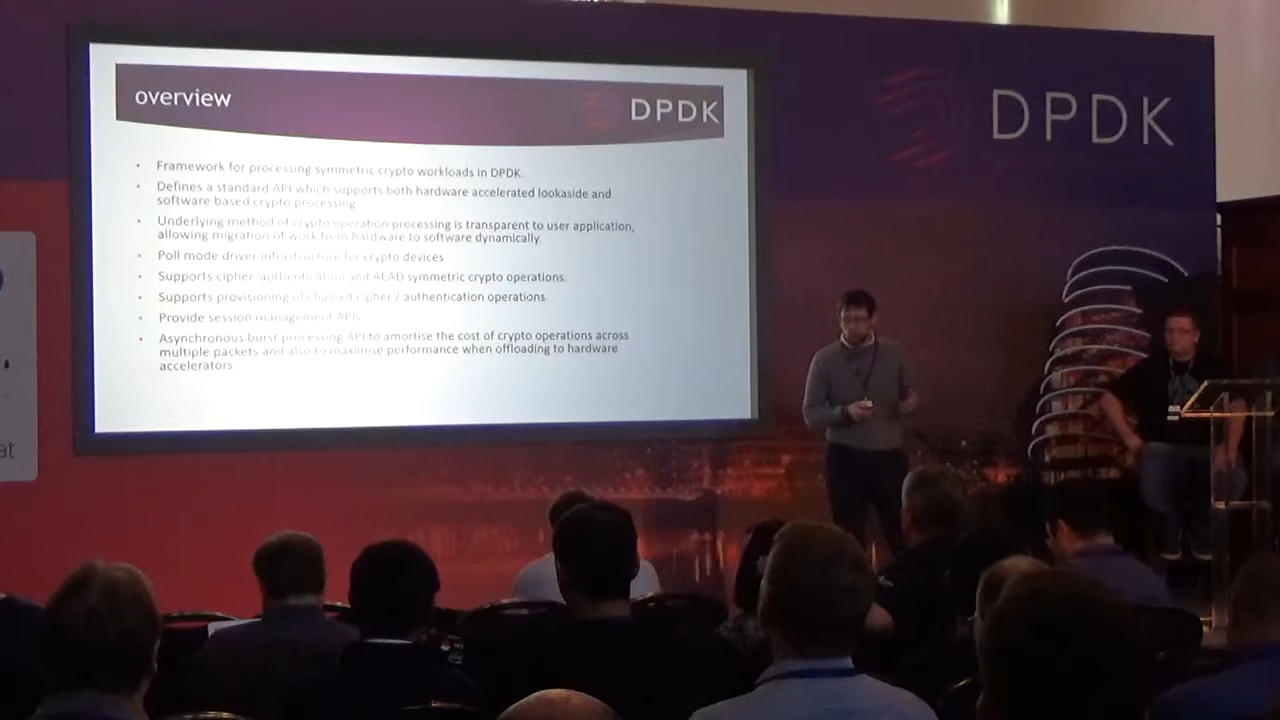 overview
DPDK
DPDK
• Framework for processing symmetric crypto workloads in DPDK.
• Defines a standard API which supports both hardware accelerated lookaside and
software based crypto processing
• Underlying method of crypto operation processing is transparent to user application,
allowing migration of work from hardware to software dynamically.
• Poll mode driver infrastructure for crypto devices
• Supports cipher, authentication and AEAD symmetric crypto operations.
• Supports provisioning of chained cipher / authentication operations
• Provide session management APIs
• Asynchronous burst processing API to amortise the cost of crypto operations across
multiple packets and also to maximise performance when offloading to hardware
accelerators.
at